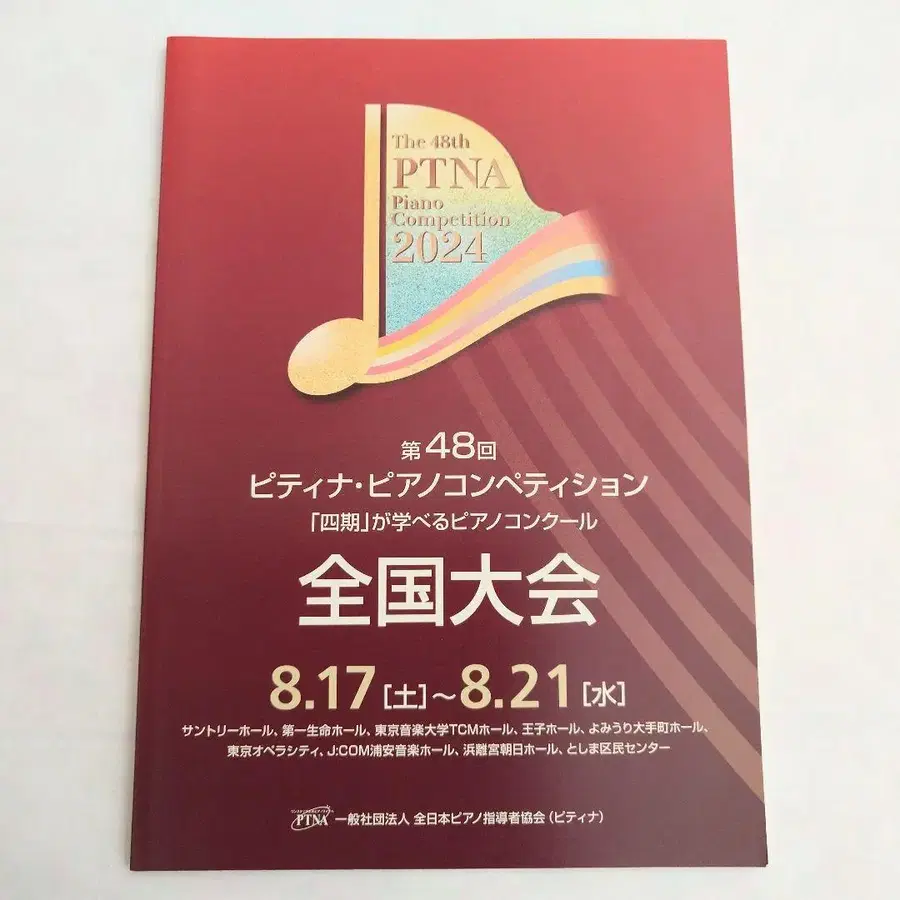 The 48th
PTNA
Piano
Competition
2024
第48回
ピティナ・ピアノコンペティション
「四期」が学べるピアノコンクール
全国大会
8.17[土]~8.21[水]
サントリーホール、第一生命ホール、東京音楽大学TCMホール、王子ホール、よみうり大手町ホール、
東京オペラシティ、J:COM浦安音楽ホール、浜離宮朝日ホール、としま区民センター
PTNA 一般社団法人 全日本ピアノ指導者協会(ピティナ)